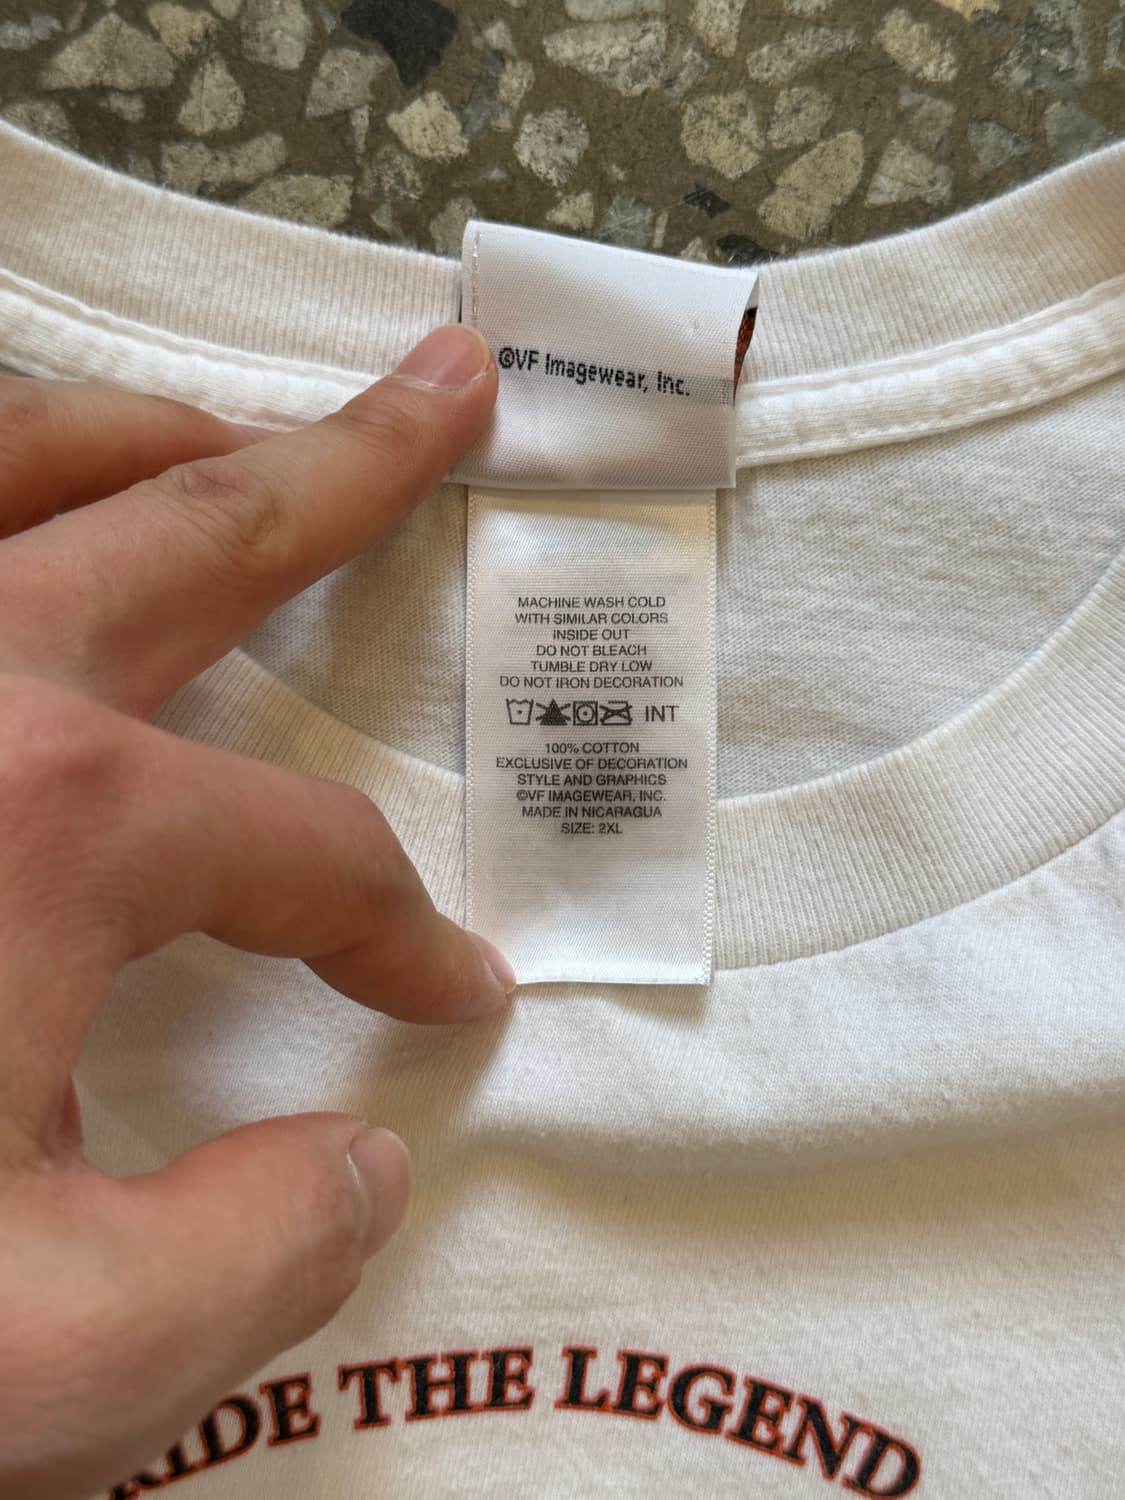 ©VF Imagewear, Inc.
MACHINE WASH COLD
WITH SIMILAR COLORS
INSIDE OUT
DO NOT BLEACH
TUMBLE DRY LOW
DO NOT IRON DECORATION
INT
100% COTTON
EXCLUSIVE OF DECORATION
STYLE AND GRAPHICS
©VF IMAGEWEAR, INC.
MADE IN NICARAGUA
SIZE: 2XL
RIDE THE LEGEND